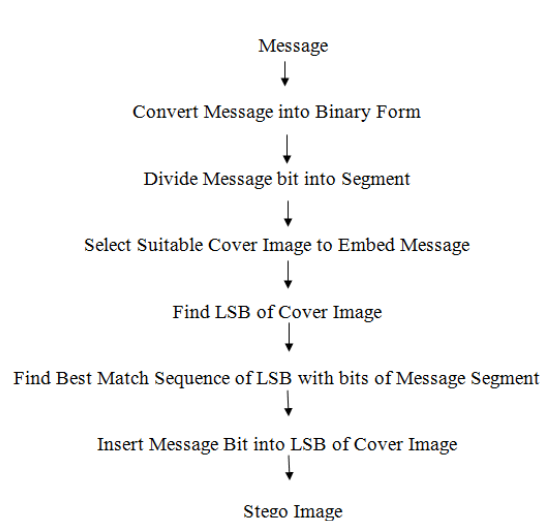 Message
Convert Message into Binary Form
Divide Message bit into Segment
Select Suitable Cover Image to Embed Message
Find LSB of Cover Image
Find Best Match Sequence of LSB with bits of Message Segment
Insert Message Bit into LSB of Cover Image
Stego Image